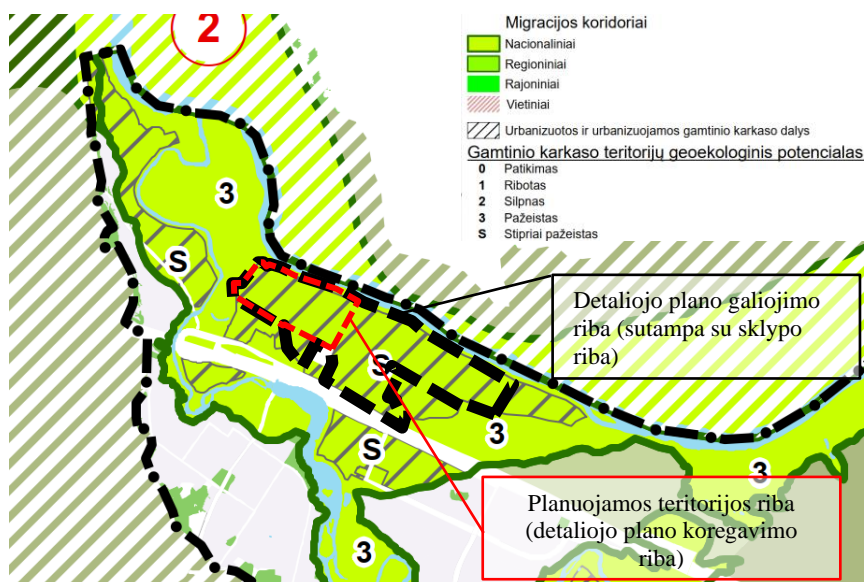 2
Migracijos koridoriai
Nacionaliniai
Regioniniai
Rajoniniai
Vietiniai
Urbanizuotos ir urbanizuojamos gamtinio karkaso dalys
Gamtinio karkaso teritorijų geoekologinis potencialas
0 Patikimas
1 Ribotas
2 Silpnas
3 Pažeistas
S Stipriai pažeistas
3
S
Detaliojo plano galiojimo
riba (sutampa su sklypo
riba)
S
3
S
3
3
Planuojamos teritorijos riba
(detaliojo plano koregavimo
riba)